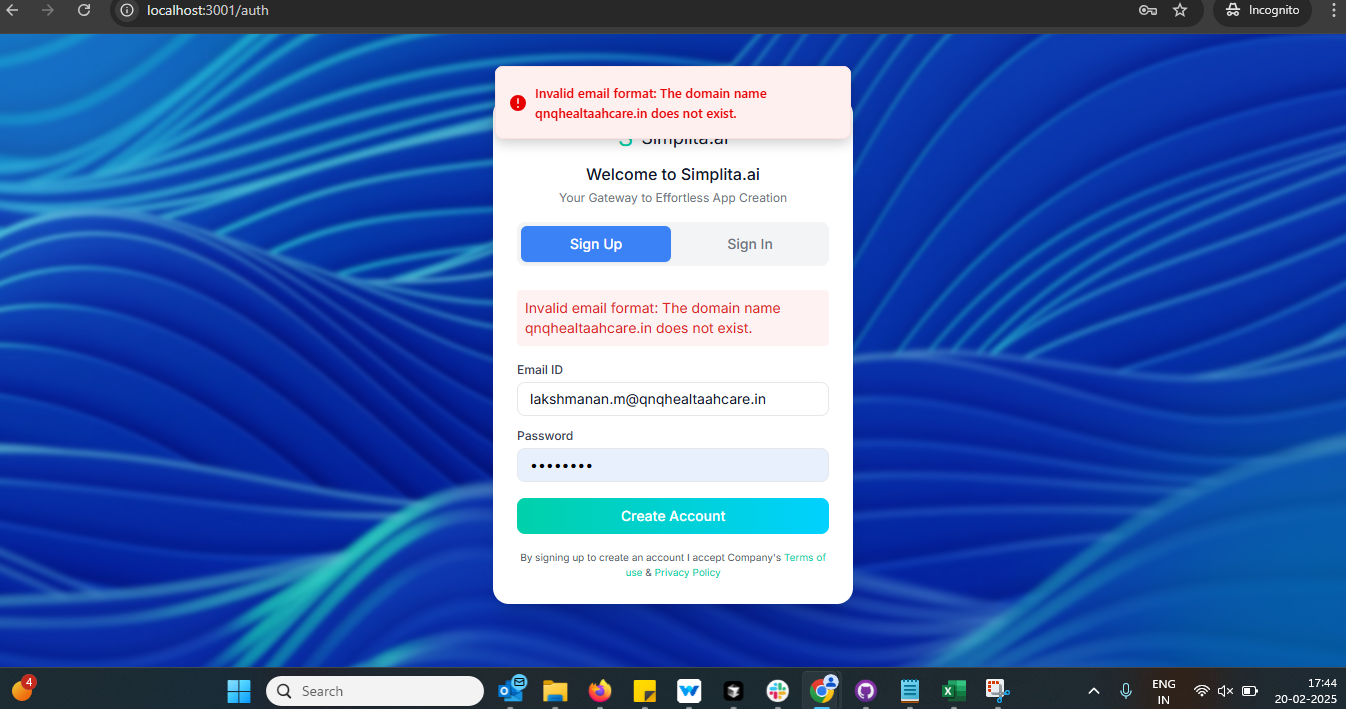 localhost:3001/auth
Incognito
Invalid email format: The domain name
qnqhealtaahcare.in does not exist.
Simplita.ai
Welcome to Simplita.ai
Your Gateway to Effortless App Creation
Sign Up
Sign In
Invalid email format: The domain name
qnqhealtaahcare.in does not exist.
Email ID
lakshmanan.m@qnqhealtaahcare.in
Password
••••••••
Create Account
By signing up to create an account I accept Company's Terms of
use & Privacy Policy
4
Search
ENG
IN
17:44
20-02-2025